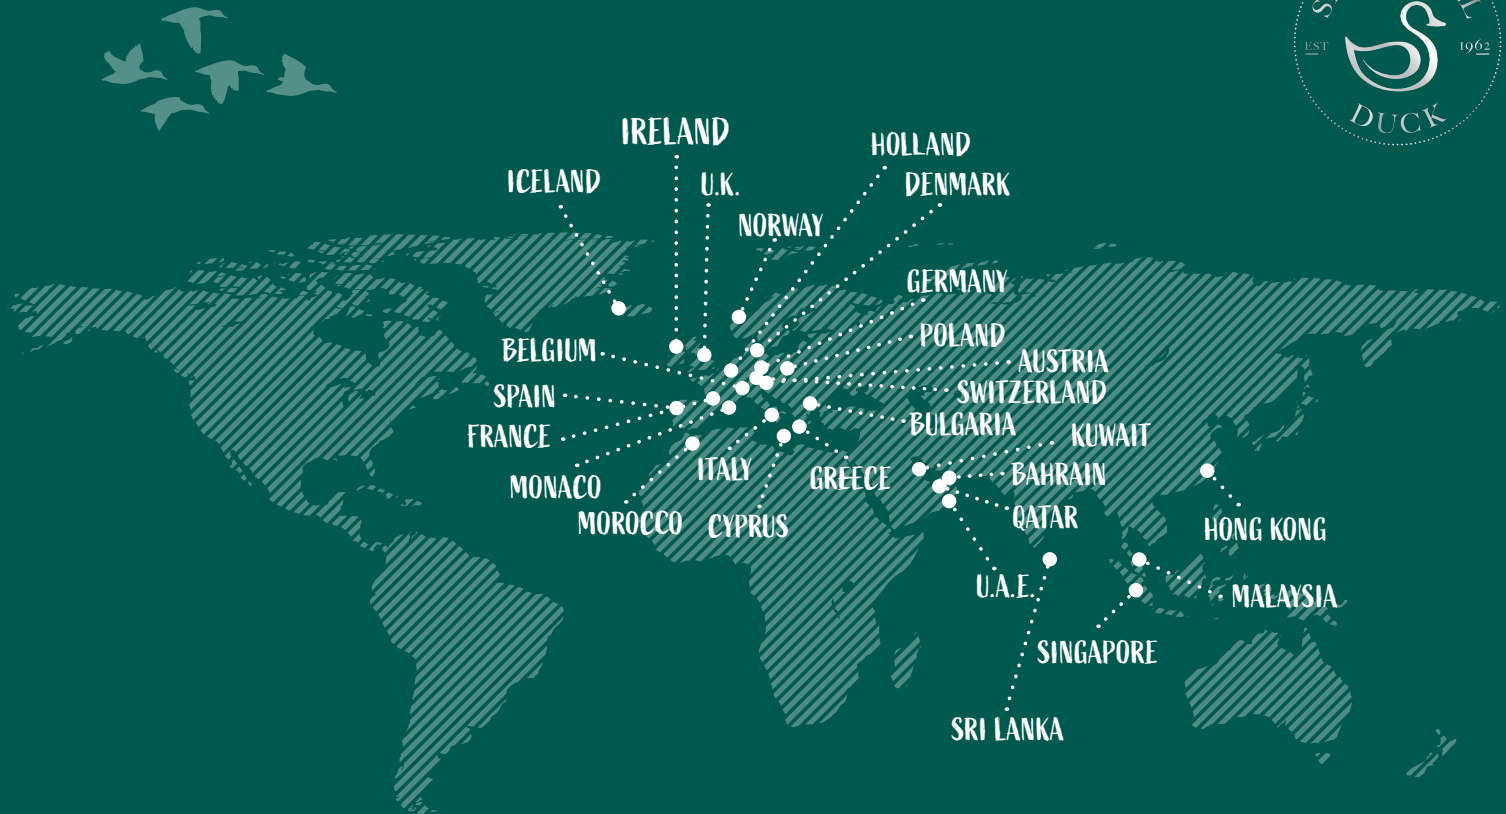 EST
1962
DUCK
IRELAND
HOLLAND
ICELAND
U.K.
DENMARK
NORWAY
GERMANY
POLAND
BELGIUM
AUSTRIA
SPAIN
SWITZERLAND
FRANCE
BULGARIA
KUWAIT
ITALY
GREECE
BAHRAIN
MONACO
QATAR
MOROCCO
CYPRUS
HONG KONG
U.A.E.
MALAYSIA
SINGAPORE
SRI LANKA